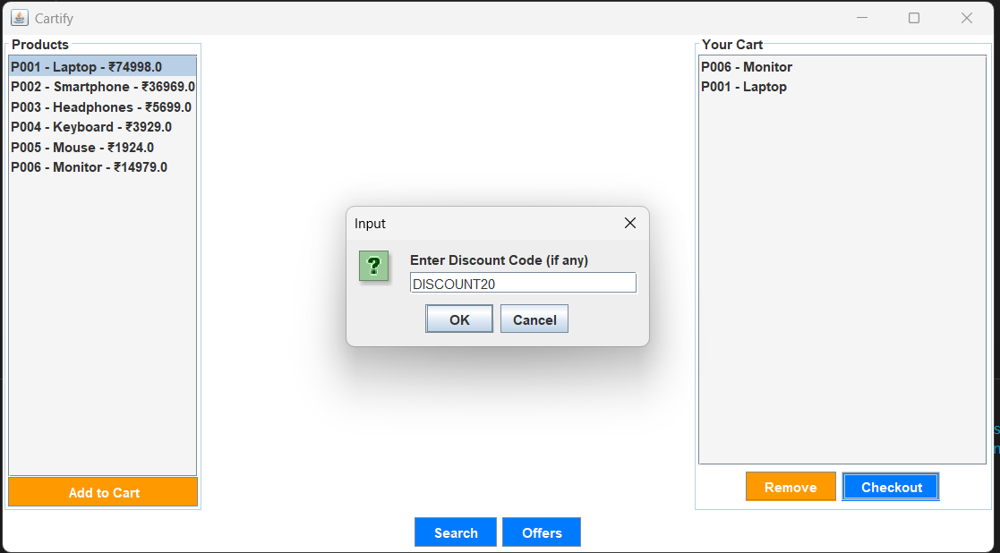 Cartify
Products
P001 - Laptop - ₹74998.0
P002 - Smartphone - ₹36969.0
P003 - Headphones - ₹5699.0
P004 - Keyboard - ₹3929.0
P005 - Mouse - ₹1924.0
P006 - Monitor - ₹14979.0
Add to Cart
Input
?
Enter Discount Code (if any)
DISCOUNT20
OK
Cancel
Your Cart
P006 - Monitor
P001 - Laptop
Remove
Checkout
Search
Offers